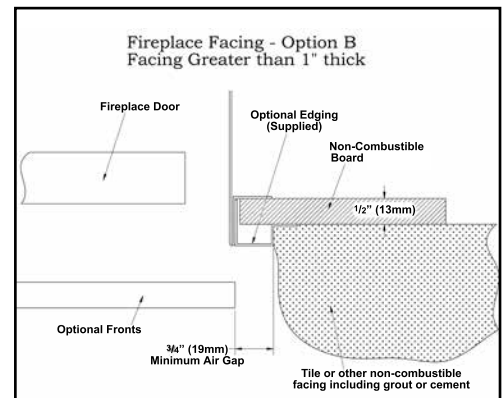 Fireplace Facing - Option B
Facing Greater than 1" thick
Fireplace Door
Optional Edging
(Supplied)
Non-Combustible
Board
1/2" (13mm)
Optional Fronts
3/4" (19mm)
Minimum Air Gap
Tile or other non-combustible
facing including grout or cement